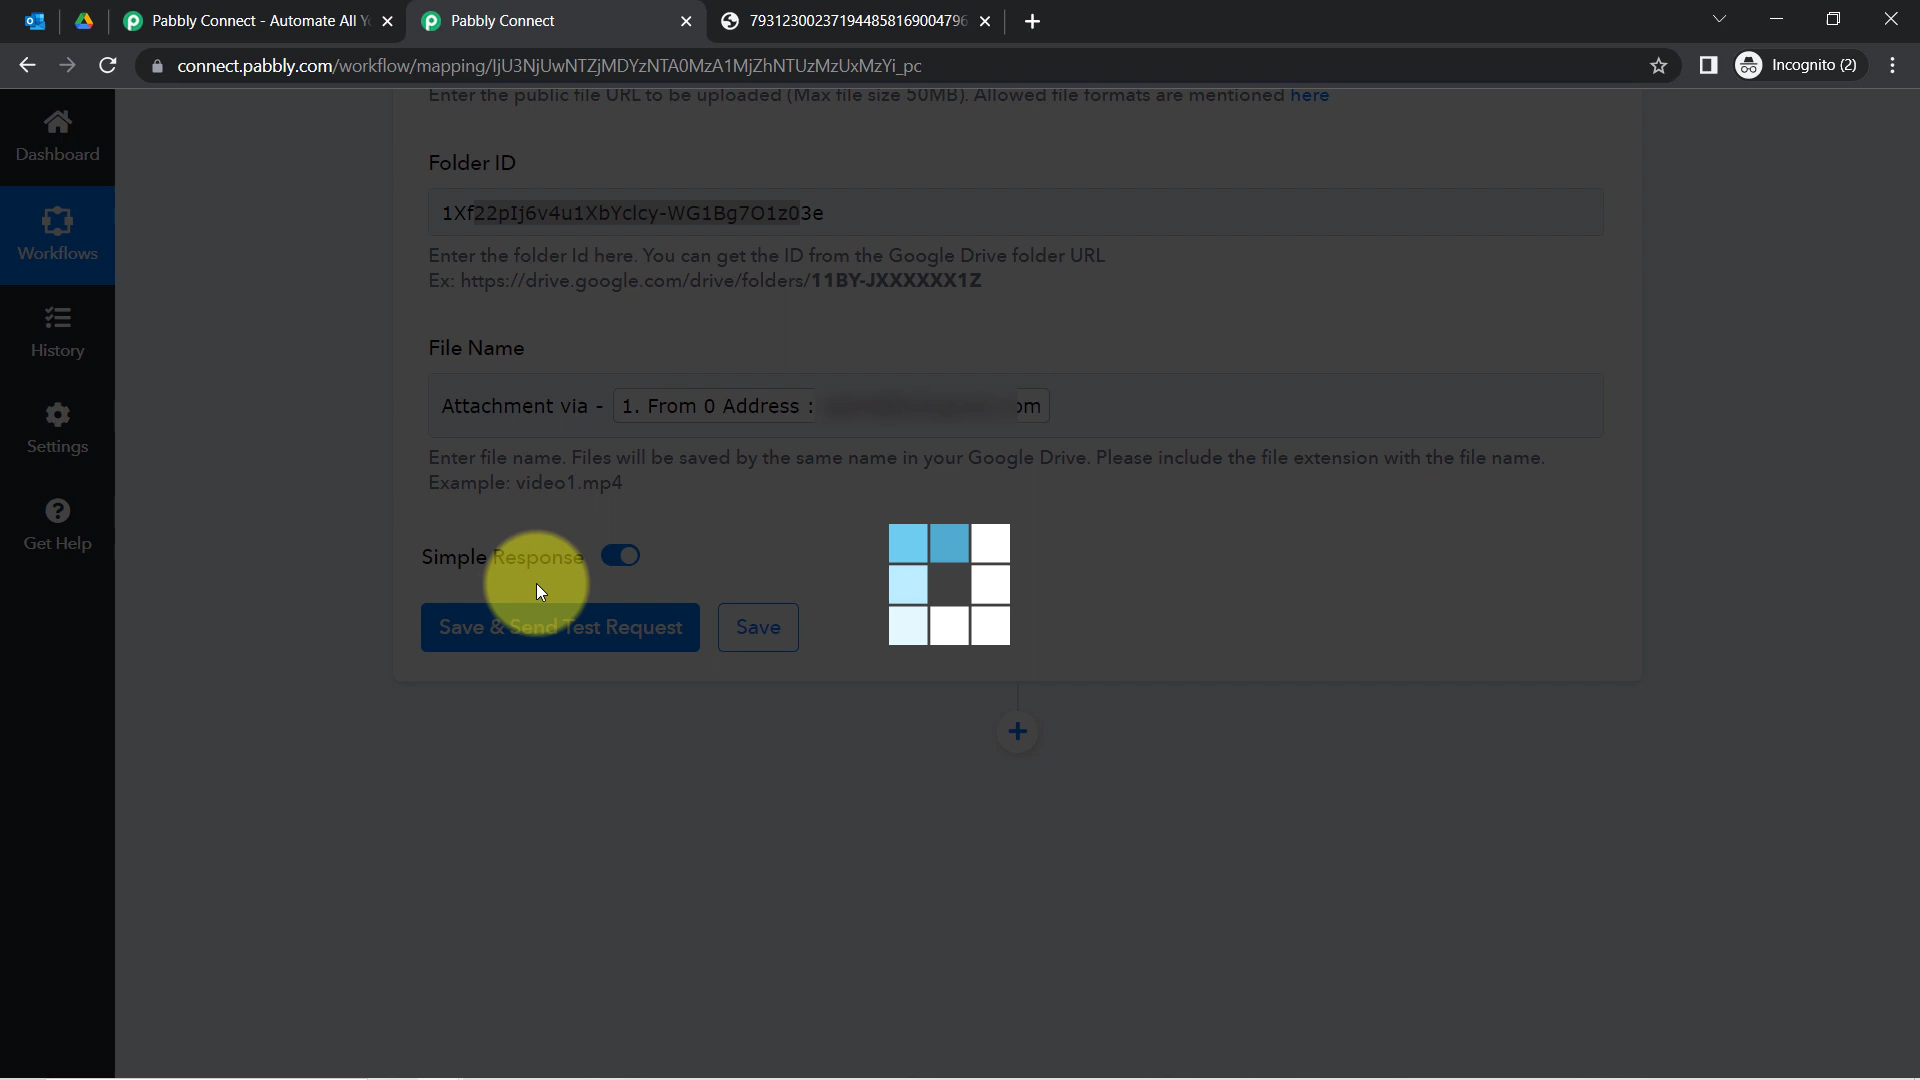 Pabbly Connect - Automate All Y
Pabbly Connect
793123002371944858169004796
connect.pabbly.com/workflow/mapping/IjU3NjUwNTZjMDYzNTA0MzA1MjZhNTUzMzUxMzYi_pc
Incognito (2)
Enter the public file URL to be uploaded (Max file size 50MB). Allowed file formats are mentioned here
Dashboard
Workflows
History
Settings
Get Help
Folder ID
1Xf22pIj6v4u1XbYclcy-WG1Bg7O1z03e
Enter the folder Id here. You can get the ID from the Google Drive folder URL
Ex: https://drive.google.com/drive/folders/11BY-JXXXXXX1Z
File Name
Attachment via - 1. From 0 Address : om
Enter file name. Files will be saved by the same name in your Google Drive. Please include the file extension with the file name.
Example: video1.mp4
Simple Response
Save & Send Test Request
Save